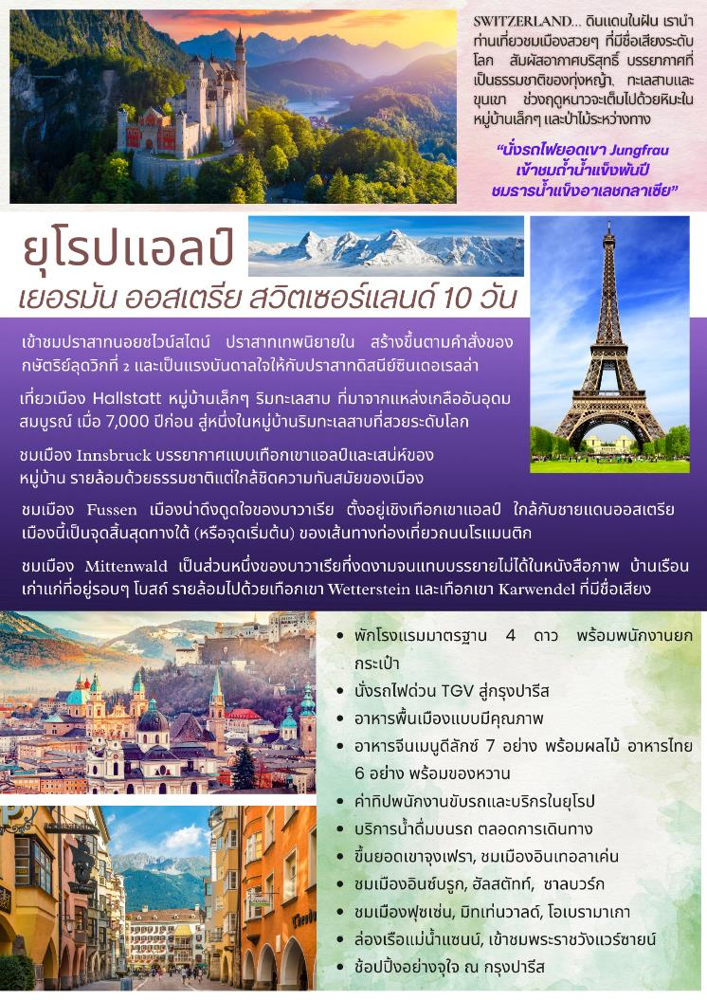 SWITZERLAND... ดินแดนในฝัน เรานำ
ท่านเที่ยวชมเมืองสวยๆ ที่มีชื่อเสียงระดับ
โลก สัมผัสอากาศบริสุทธิ์ บรรยากาศที่
เป็นธรรมชาติของทุ่งหญ้า, ทะเลสาบและ
ขุนเขา ช่วงฤดูหนาวจะเต็มไปด้วยหิมะใน
หมู่บ้านเล็กๆ และป่าไม้ระหว่างทาง
“นั่งรถไฟยอดเขา Jungfrau
เข้าชมถ้ำน้ำแข็งพันปี
ชมธารน้ำแข็งอาเลชกลาเซีย”
ยุโรปแอลป์
เยอรมัน ออสเตรีย สวิตเซอร์แลนด์ 10 วัน
เข้าชมปราสาทนอยชไวน์สไตน์ ปราสาทเทพนิยายใน สร้างขึ้นตามคำสั่งของ
กษัตริย์ลุดวิกที่ 2 และเป็นแรงบันดาลใจให้กับปราสาทดิสนีย์ซินเดอเรลล่า
เที่ยวเมือง Hallstatt หมู่บ้านเล็กๆ ริมทะเลสาบ ที่มาจากแหล่งเกลืออันอุดม
สมบูรณ์ เมื่อ 7,000 ปีก่อน สู่หนึ่งในหมู่บ้านริมทะเลสาบที่สวยระดับโลก
ชมเมือง Innsbruck บรรยากาศแบบเทือกเขาแอลป์และเสน่ห์ของ
หมู่บ้าน รายล้อมด้วยธรรมชาติแต่ใกล้ชิดความทันสมัยของเมือง
ชมเมือง Fussen เมืองน่าดึงดูดใจของบาวาเรีย ตั้งอยู่เชิงเทือกเขาแอลป์ ใกล้กับชายแดนออสเตรีย
เมืองนี้เป็นจุดสิ้นสุดทางใต้ (หรือจุดเริ่มต้น) ของเส้นทางท่องเที่ยวถนนโรแมนติก
ชมเมือง Mittenwald เป็นส่วนหนึ่งของบาวาเรียที่งดงามจนแทบบรรยายไม่ได้ในหนังสือภาพ บ้านเรือน
เก่าแก่ที่อยู่รอบๆ โบสถ์ รายล้อมไปด้วยเทือกเขา Wetterstein และเทือกเขา Karwendel ที่มีชื่อเสียง
• พักโรงแรมมาตรฐาน 4 ดาว พร้อมพนักงานยก
กระเป๋า
• นั่งรถไฟด่วน TGV สู่กรุงปารีส
• อาหารพื้นเมืองแบบมีคุณภาพ
• อาหารจีนเมนูดีลักซ์ 7 อย่าง พร้อมผลไม้ อาหารไทย
6 อย่าง พร้อมของหวาน
• ค่าทิปพนักงานขับรถและบริกรในยุโรป
• บริการน้ำดื่มบนรถ ตลอดการเดินทาง
• ขึ้นยอดเขาจุงเฟรา, ชมเมืองอินเทอลาเค่น
• ชมเมืองอินซ์บรูก, ฮัลสตัทท์, ซาลบวร์ก
• ชมเมืองฟุซเซ่น, มิทเท่นวาลด์, โอเบรามาเกา
• ล่องเรือแม่น้ำแซนน์, เข้าชมพระราชวังแวร์ซายน์
• ช้อปปิ้งอย่างจุใจ ณ กรุงปารีส